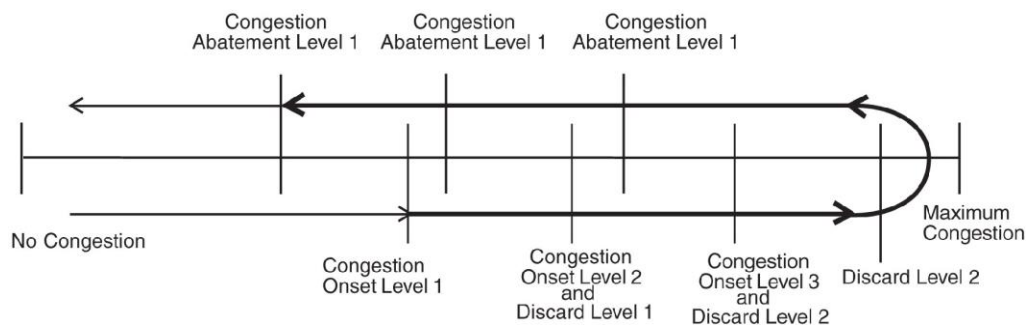 Congestion
Abatement Level 1
Congestion
Abatement Level 1
Congestion
Abatement Level 1
No Congestion
Maximum
Congestion
Congestion
Onset Level 1
Congestion
Onset Level 2
and
Discard Level 1
Congestion
Onset Level 3
and
Discard Level 2
Discard Level 2